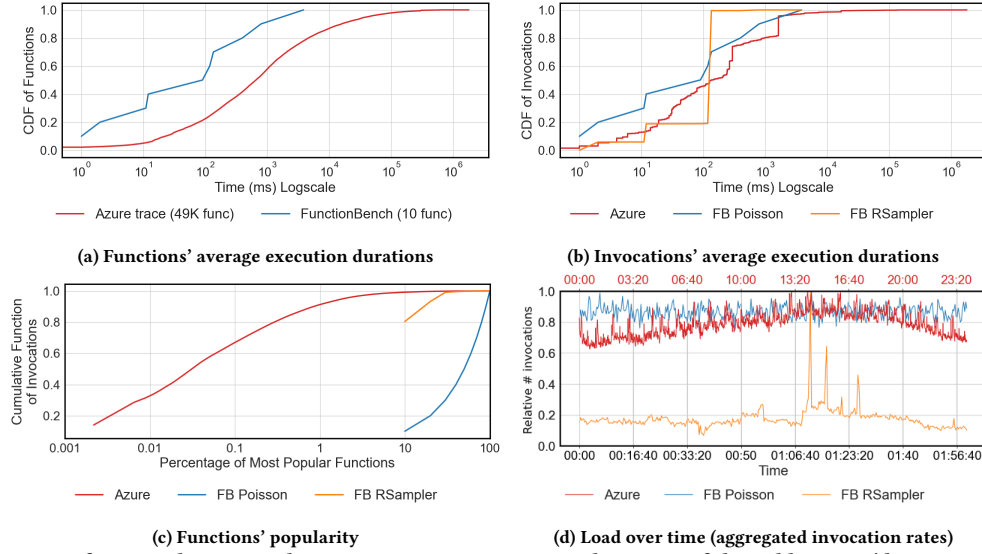 1.0
0.8
0.6
0.4
0.2
0.0
CDF of Functions
10^0 10^1 10^2 10^3 10^4 10^5 10^6
Time (ms) Logscale
Azure trace (49K func) FunctionBench (10 func)
(a) Functions' average execution durations
1.0
0.8
0.6
0.4
0.2
0.0
CDF of Invocations
10^0 10^1 10^2 10^3 10^4 10^5 10^6
Time (ms) Logscale
Azure FB Poisson FB RSampler
(b) Invocations' average execution durations
1.0
0.8
0.6
0.4
0.2
Cumulative Function
of Invocations
0.001 0.01 0.1 1 10 100
Percentage of Most Popular Functions
Azure FB Poisson FB RSampler
(c) Functions' popularity
00:00 03:20 06:40 10:00 13:20 16:40 20:00 23:20
1.0
0.8
0.6
0.4
0.2
0.0
Relative # invocations
00:00 00:16:40 00:33:20 00:50 01:06:40 01:23:20 01:40 01:56:40
Time
Azure FB Poisson FB RSampler
(d) Load over time (aggregated invocation rates)